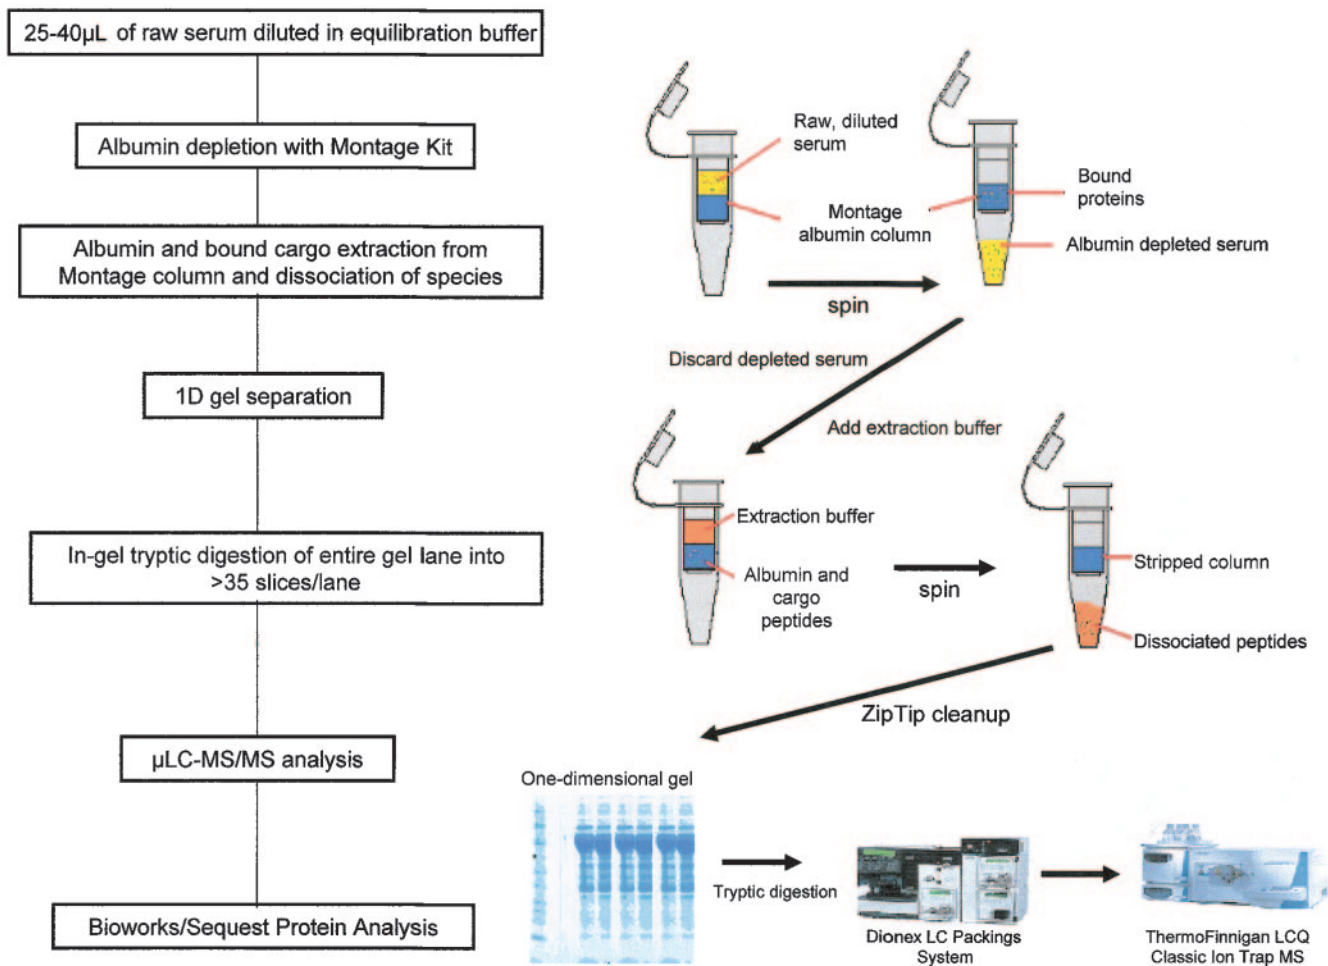 25-40µL of raw serum diluted in equilibration buffer
Albumin depletion with Montage Kit
Albumin and bound cargo extraction from
Montage column and dissociation of species
1D gel separation
In-gel tryptic digestion of entire gel lane into
>35 slices/lane
µLC-MS/MS analysis
Bioworks/Sequest Protein Analysis
Raw, diluted
serum
Montage
albumin column
Bound
proteins
Albumin depleted serum
spin
Discard depleted serum
Add extraction buffer
Extraction buffer
Albumin and
cargo
peptides
spin
Stripped column
Dissociated peptides
ZipTip cleanup
One-dimensional gel
Tryptic digestion
Dionex LC Packings
System
ThermoFinnigan LCQ
Classic Ion Trap MS